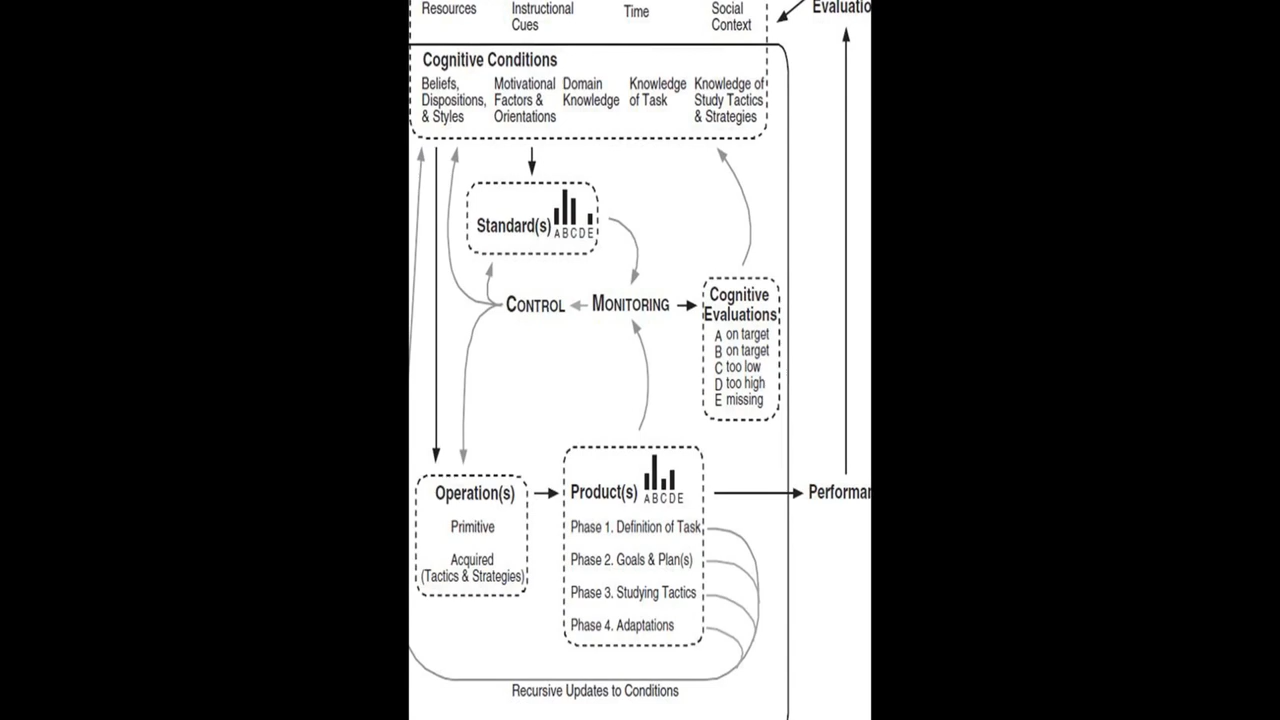 Resources
Instructional
Cues
Time
Social
Context
Cognitive Conditions
Beliefs,
Dispositions,
& Styles
Motivational
Factors &
Orientations
Domain
Knowledge
Knowledge
of Task
Knowledge of
Study Tactics
& Strategies
Standard(s)
ABCDE
CONTROL
MONITORING
Cognitive
Evaluations
A on target
B on target
C too low
D too high
E missing
Operation(s)
Primitive
Acquired
(Tactics & Strategies)
Product(s)
ABCDE
Phase 1. Definition of Task
Phase 2. Goals & Plan(s)
Phase 3. Studying Tactics
Phase 4. Adaptations
Recursive Updates to Conditions